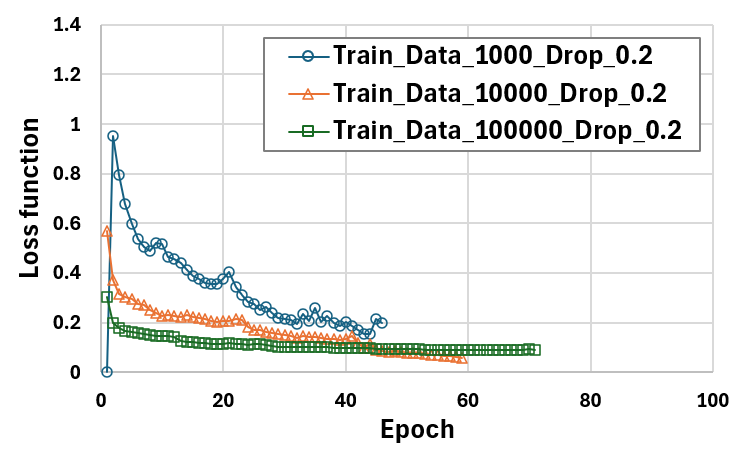 1.4
1.2
1
0.8
0.6
0.4
0.2
0
Loss function
Train_Data_1000_Drop_0.2
Train_Data_10000_Drop_0.2
Train_Data_100000_Drop_0.2
0 20 40 60 80 100
Epoch